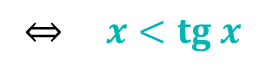 ⇔ x < tg x